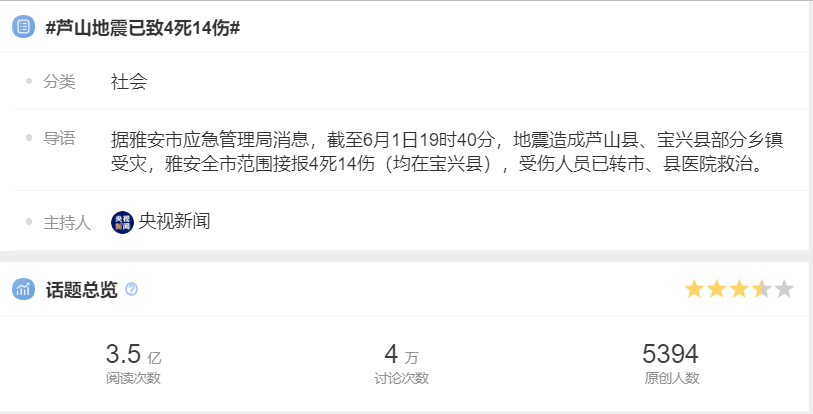 #芦山地震已致4死14伤#
分类 社会
导语 据雅安市应急管理局消息，截至6月1日19时40分，地震造成芦山县、宝兴县部分乡镇
受灾，雅安全市范围接报4死14伤（均在宝兴县），受伤人员已转市、县医院救治。
主持人 央视新闻 央视新闻
话题总览 ?
3.5 亿 4 万 5394
阅读次数 讨论次数 原创人数